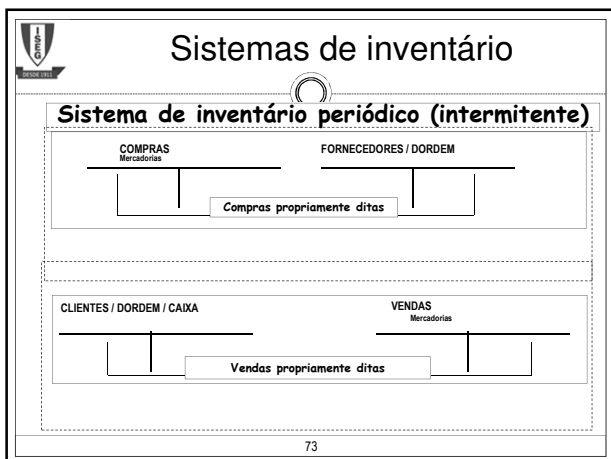 ISEG
DESDE 1911
Sistemas de inventário
Sistema de inventário periódico (intermitente)
COMPRAS
Mercadorias
FORNECEDORES / DORDEM
Compras propriamente ditas
CLIENTES / DORDEM / CAIXA
VENDAS
Mercadorias
Vendas propriamente ditas
73